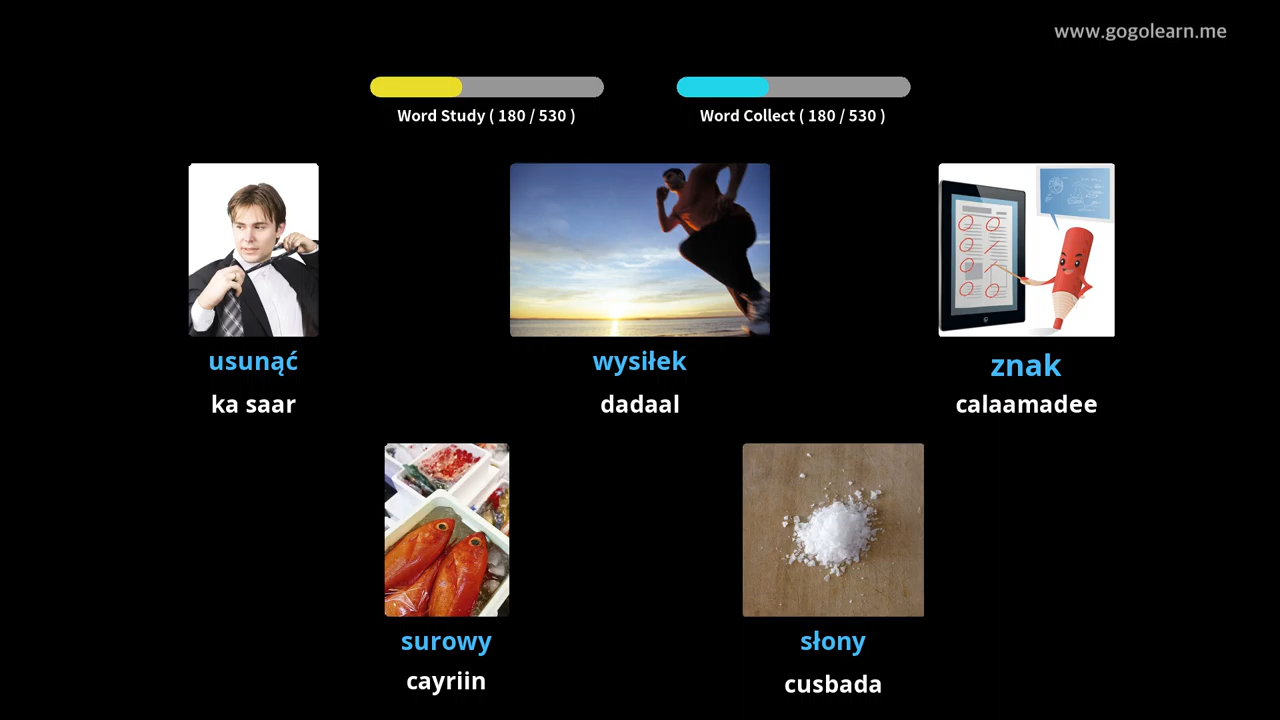 www.gogolearn.me
Word Study ( 180 / 530 )
Word Collect ( 180 / 530 )
usunąć
ka saar
wysiłek
dadaal
znak
calaamadee
surowy
cayriin
słony
cusbada